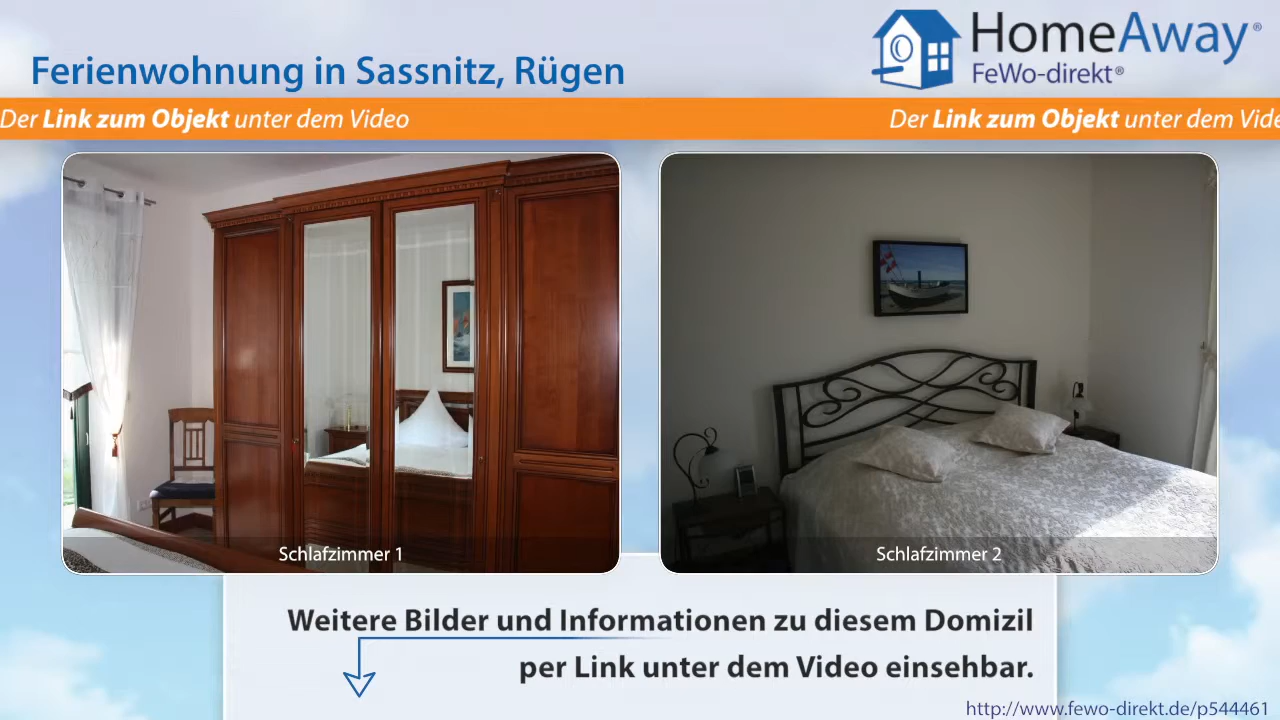 HomeAway®
FeWo-direkt®
Ferienwohnung in Sassnitz, Rügen
Der Link zum Objekt unter dem Video
Der Link zum Objekt unter dem Vide
Schlafzimmer 1
Schlafzimmer 2
Weitere Bilder und Informationen zu diesem Domizil
per Link unter dem Video einsehbar.
http://www.fewo-direkt.de/p544461